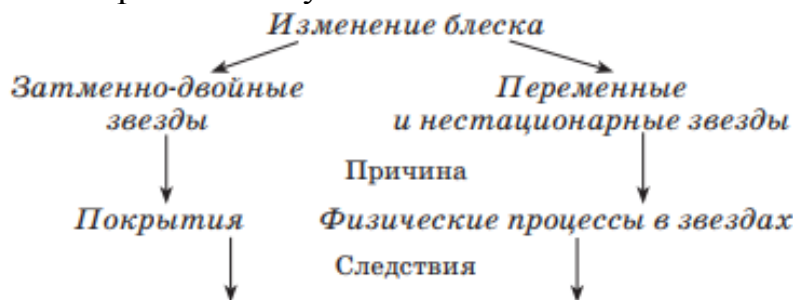 Изменение блеска
Затменно-двойные звезды
Переменные и нестационарные звезды
Причина
Покрытия
Физические процессы в звездах
Следствия